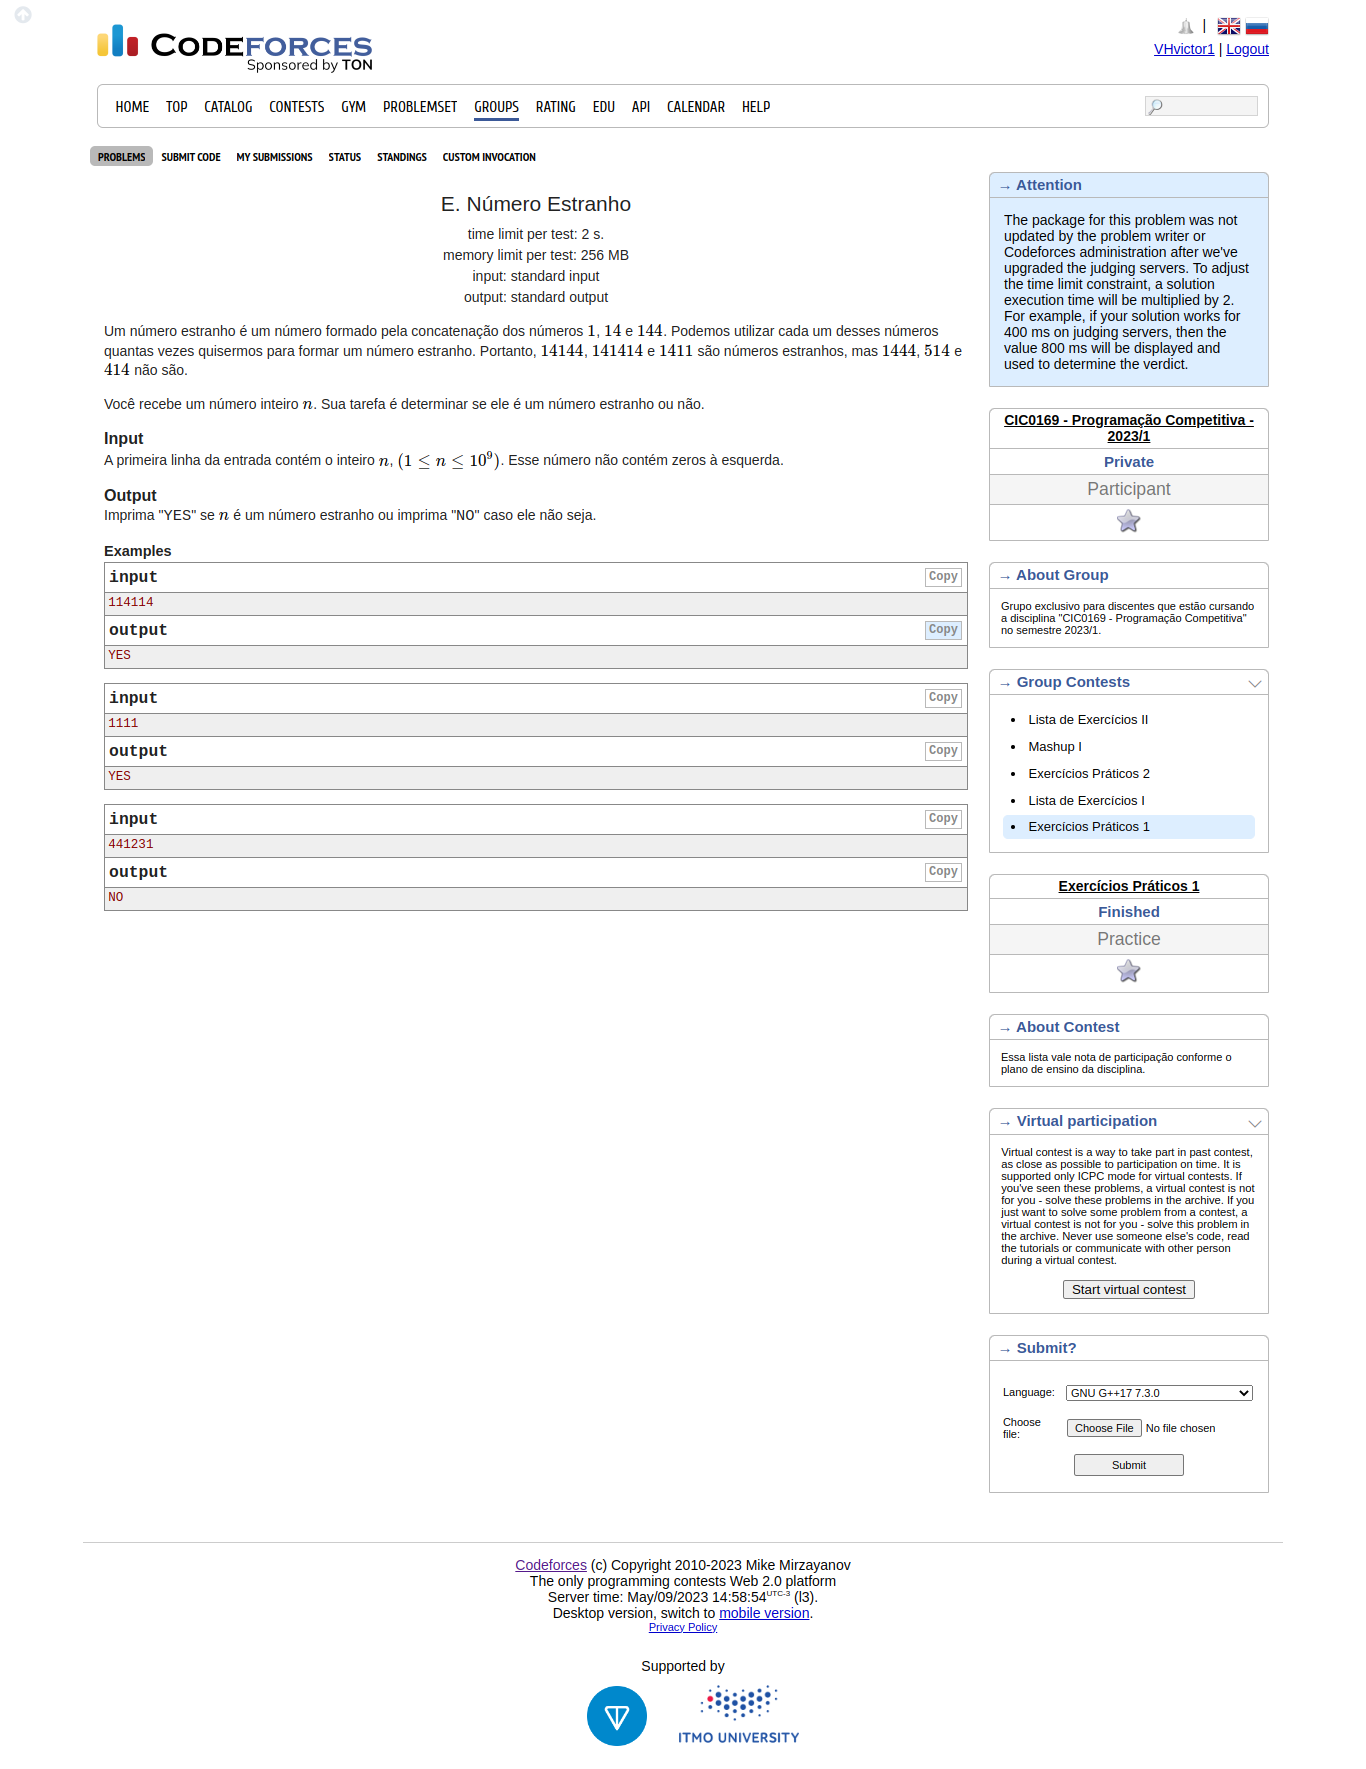 CODEFORCES
Sponsored by TON
|
VHvictor1 | Logout
HOME TOP CATALOG CONTESTS GYM PROBLEMSET GROUPS RATING EDU API CALENDAR HELP
PROBLEMS SUBMIT CODE MY SUBMISSIONS STATUS STANDINGS CUSTOM INVOCATION
E. Número Estranho
time limit per test: 2 s.
memory limit per test: 256 MB
input: standard input
output: standard output
Um número estranho é um número formado pela concatenação dos números 1, 14 e 144. Podemos utilizar cada um desses números
quantas vezes quisermos para formar um número estranho. Portanto, 14144, 141414 e 1411 são números estranhos, mas 1444, 514 e
414 não são.
Você recebe um número inteiro n. Sua tarefa é determinar se ele é um número estranho ou não.
Input
A primeira linha da entrada contém o inteiro n, (1 ≤ n ≤ 10⁹). Esse número não contém zeros à esquerda.
Output
Imprima "YES" se n é um número estranho ou imprima "NO" caso ele não seja.
Examples
input Copy
114114
output Copy
YES
input Copy
1111
output Copy
YES
input Copy
441231
output Copy
NO
→ Attention
The package for this problem was not
updated by the problem writer or
Codeforces administration after we've
upgraded the judging servers. To adjust
the time limit constraint, a solution
execution time will be multiplied by 2.
For example, if your solution works for
400 ms on judging servers, then the
value 800 ms will be displayed and
used to determine the verdict.
CIC0169 - Programação Competitiva -
2023/1
Private
Participant
→ About Group
Grupo exclusivo para discentes que estão cursando
a disciplina "CIC0169 - Programação Competitiva"
no semestre 2023/1.
→ Group Contests
• Lista de Exercícios II
• Mashup I
• Exercícios Práticos 2
• Lista de Exercícios I
• Exercícios Práticos 1
Exercícios Práticos 1
Finished
Practice
→ About Contest
Essa lista vale nota de participação conforme o
plano de ensino da disciplina.
→ Virtual participation
Virtual contest is a way to take part in past contest,
as close as possible to participation on time. It is
supported only ICPC mode for virtual contests. If
you've seen these problems, a virtual contest is not
for you - solve these problems in the archive. If you
just want to solve some problem from a contest, a
virtual contest is not for you - solve this problem in
the archive. Never use someone else's code, read
the tutorials or communicate with other person
during a virtual contest.
Start virtual contest
→ Submit?
Language: GNU G++17 7.3.0
Choose
file: Choose File No file chosen
Submit
Codeforces (c) Copyright 2010-2023 Mike Mirzayanov
The only programming contests Web 2.0 platform
Server time: May/09/2023 14:58:54 UTC-3 (l3).
Desktop version, switch to mobile version.
Privacy Policy
Supported by
ITMO UNIVERSITY